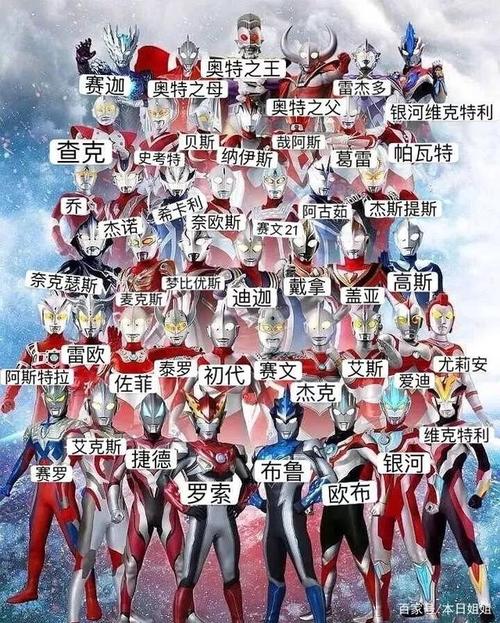 奥特之王
赛迦
奥特之母
雷杰多
奥特之父
银河维克特利
查克
史考特
贝斯
纳伊斯
哉阿斯
葛雷
帕瓦特
乔
杰诺
希卡利
奈欧斯
赛文21
阿古茹
杰斯提斯
奈克瑟斯
麦克斯
梦比优斯
迪迦
戴拿
盖亚
高斯
阿斯特拉
雷欧
佐菲
泰罗
初代
赛文
杰克
艾斯
爱迪
尤莉安
赛罗
艾克斯
捷德
罗索
布鲁
欧布
银河
维克特利
百家号/本日姐姐